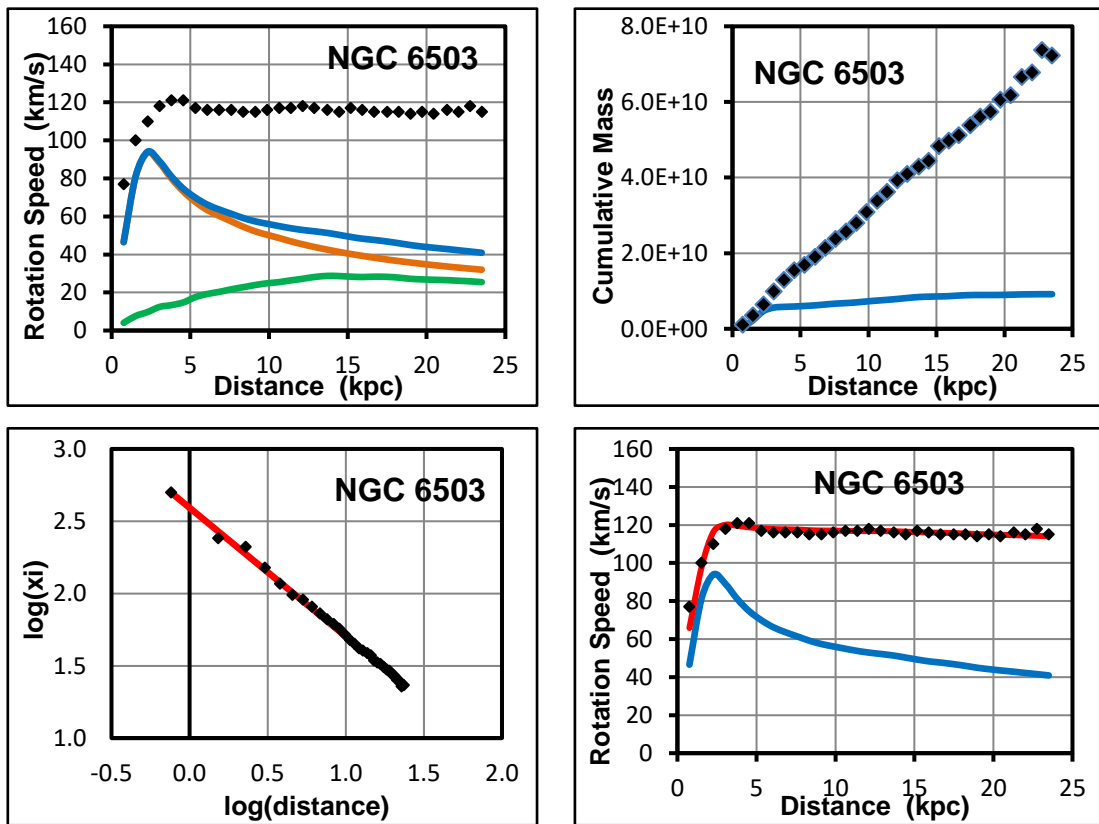 NGC 6503
Rotation Speed (km/s)
160
140
120
100
80
60
40
20
0
0 5 10 15 20 25
Distance (kpc)
NGC 6503
Cumulative Mass
8.0E+10
6.0E+10
4.0E+10
2.0E+10
0.0E+00
0 5 10 15 20 25
Distance (kpc)
NGC 6503
log(xi)
3.0
2.5
2.0
1.5
1.0
-0.5 0.0 0.5 1.0 1.5 2.0
log(distance)
NGC 6503
Rotation Speed (km/s)
160
140
120
100
80
60
40
20
0
0 5 10 15 20 25
Distance (kpc)